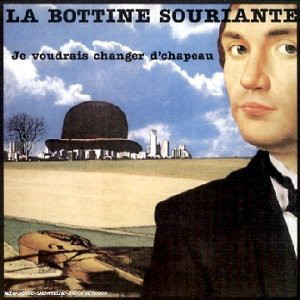 LA BOTTINE SOURIANTE
Je voudrais changer d'chapeau